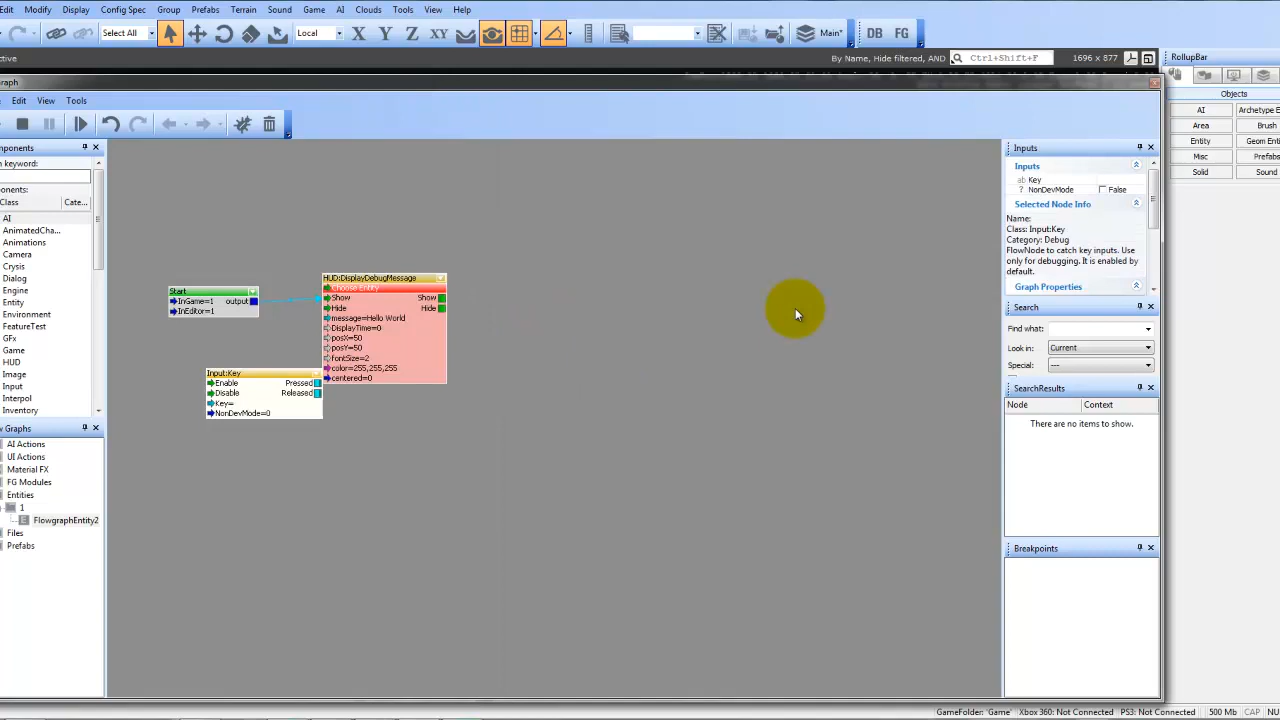 Edit Modify Display Config Spec Group Prefabs Terrain Sound Game AI Clouds Tools View Help
Select All Local X Y Z XY Main* DB FG
By Name, Hide filtered, AND Ctrl+Shift+F 1696 x 877
RollupBar
Edit View Tools
Objects
AI
Area Brush
Entity
Misc Prefabs
Solid Sound
AI
AnimatedCha...
Animations
Camera
Crysis
Dialog
Engine
Entity
Environment
FeatureTest
GFx
Game
HUD
Image
Input
Interpol
Inventory
AI Actions
UI Actions
Material FX
FG Modules
Entities
1
FlowgraphEntity2
Files
Prefabs
Start
InGame=1 output
InEditor=1
HUD:DisplayDebugMessage
Choose Entity
Show Show
Hide Hide
message=Hello World
DisplayTime=0
posX=50
posY=50
fontSize=2
color=255,255,255
centered=0
Input:Key
Enable Pressed
Disable Released
Key=
NonDevMode=0
Inputs
Inputs
ab Key
? NonDevMode False
Selected Node Info
Name:
Class: Input:Key
Category: Debug
FlowNode to catch key inputs. Use
only for debugging. It is enabled by
default.
Graph Properties
Search
Find what:
Look in: Current
Special: ---
SearchResults
Node Context
There are no items to show.
Breakpoints
GameFolder: 'Game' Xbox 360: Not Connected PS3: Not Connected 500 Mb CAP